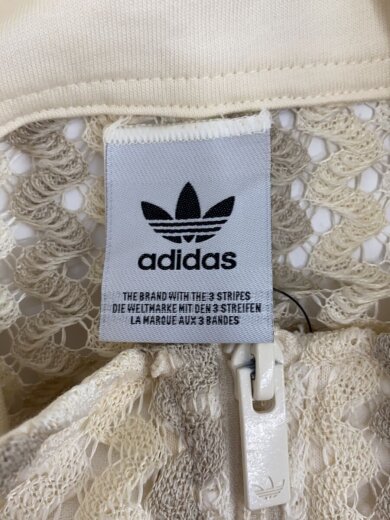 adidas
THE BRAND WITH THE 3 STRIPES
DIE WELTMARKE MIT DEN 3 STREIFEN
LA MARQUE AUX 3 BANDES